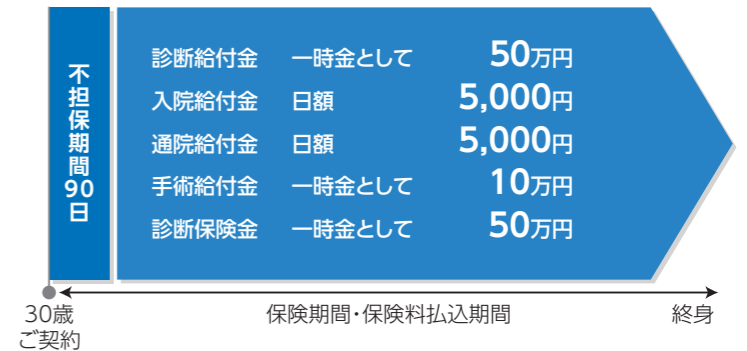 不担保期間90日
診断給付金 一時金として 50万円
入院給付金 日額 5,000円
通院給付金 日額 5,000円
手術給付金 一時金として 10万円
診断保険金 一時金として 50万円
30歳
ご契約
保険期間・保険料払込期間
終身